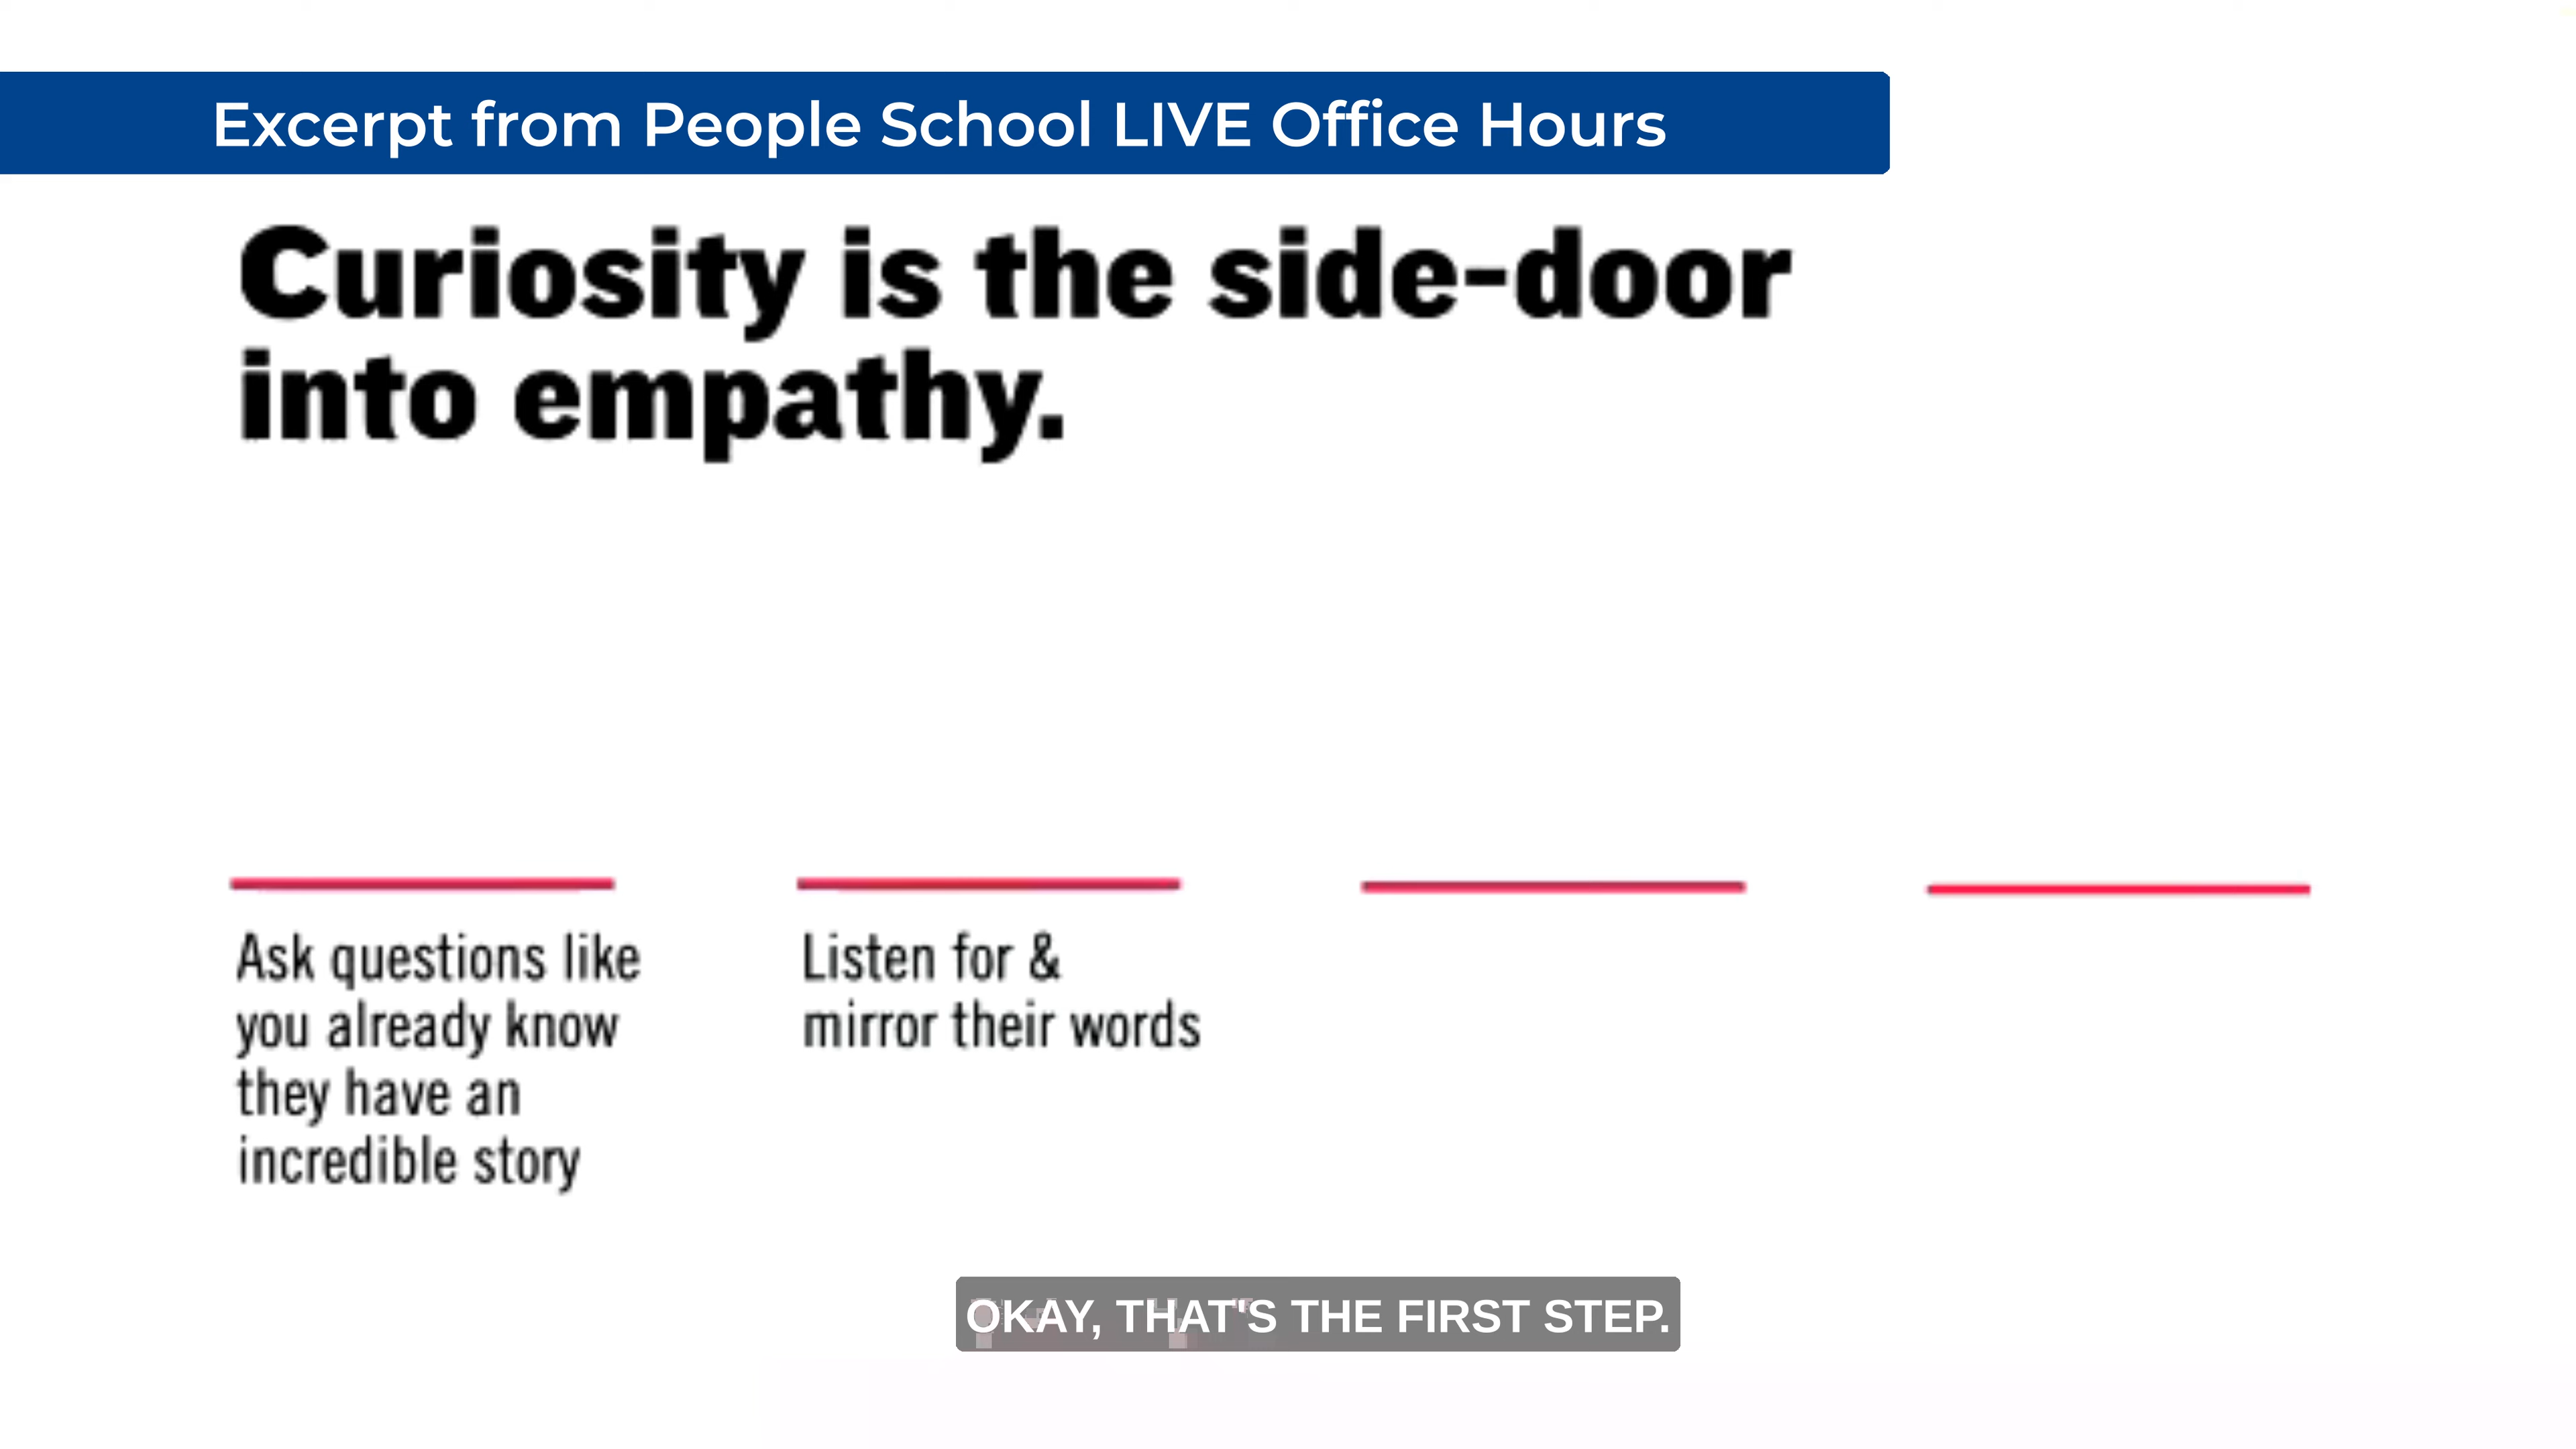 Excerpt from People School LIVE Office Hours
Curiosity is the side-door
into empathy.
Ask questions like
you already know
they have an
incredible story
Listen for &
mirror their words
OKAY, THAT'S THE FIRST STEP.